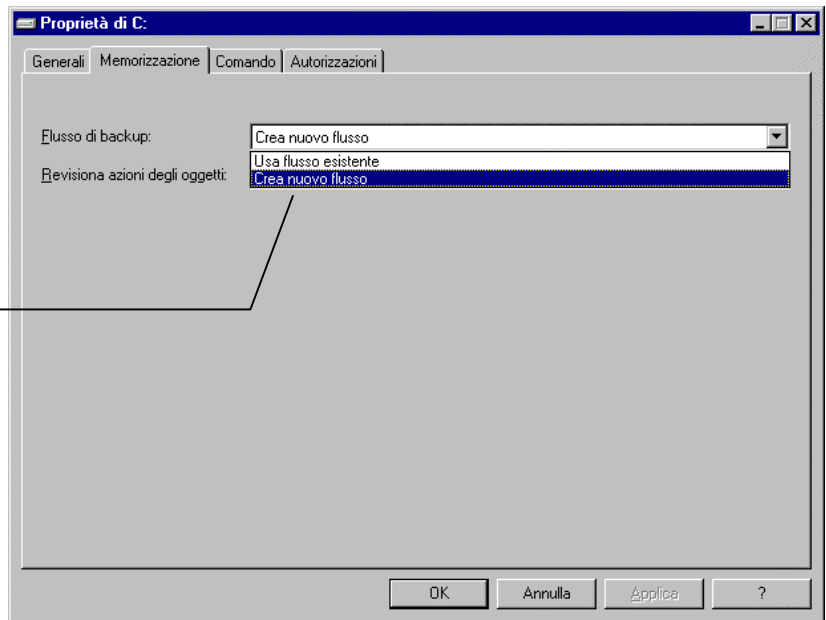 Proprietà di C:
Generali Memorizzazione Comando Autorizzazioni
Flusso di backup: Crea nuovo flusso
Usa flusso esistente
Revisiona azioni degli oggetti: Crea nuovo flusso
OK Annulla Applica ?